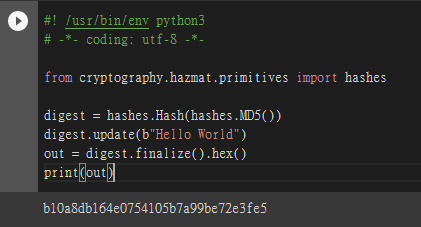 #! /usr/bin/env python3
# -*- coding: utf-8 -*-
from cryptography.hazmat.primitives import hashes
digest = hashes.Hash(hashes.MD5())
digest.update(b"Hello World")
out = digest.finalize().hex()
print(out)
b10a8db164e0754105b7a99be72e3fe5